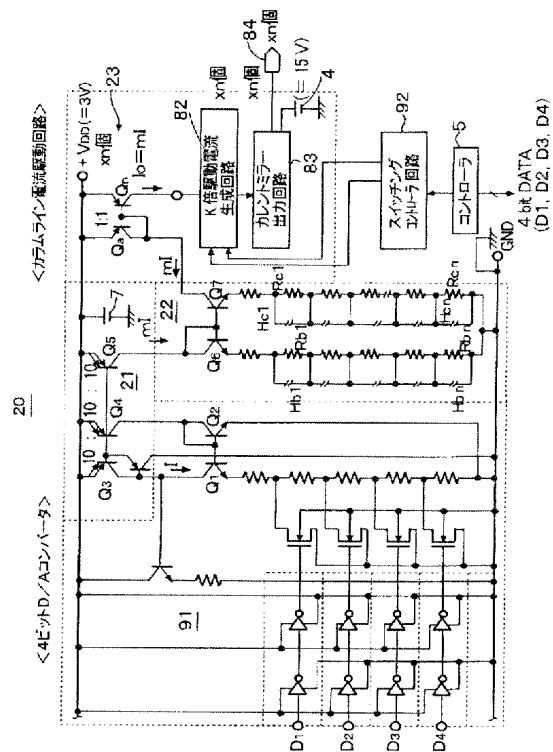 20
<4ビットD/Aコンバータ>
<カラムライン電流駆動回路>
+VDD(=3V)
xn個
23
10
10
10
Q3
Q4
Q5
21
7
mI
22
1:1
Qa
Qn
Io=mI
mI
82
xn個
K倍駆動電流
生成回路
カレントミラー
出力回路
83
xn個
84
xn個
(=15V)
4
92
スイッチング
コントローラ回路
5
コントローラ
4 bit DATA
(D1, D2, D3, D4)
GND
91
I
Q1
Q2
Q6
Q7
Hb1
Rb1
Hbn
Rbn
Hc1
Rc1
Hcn
Rcn
D1
D2
D3
D4